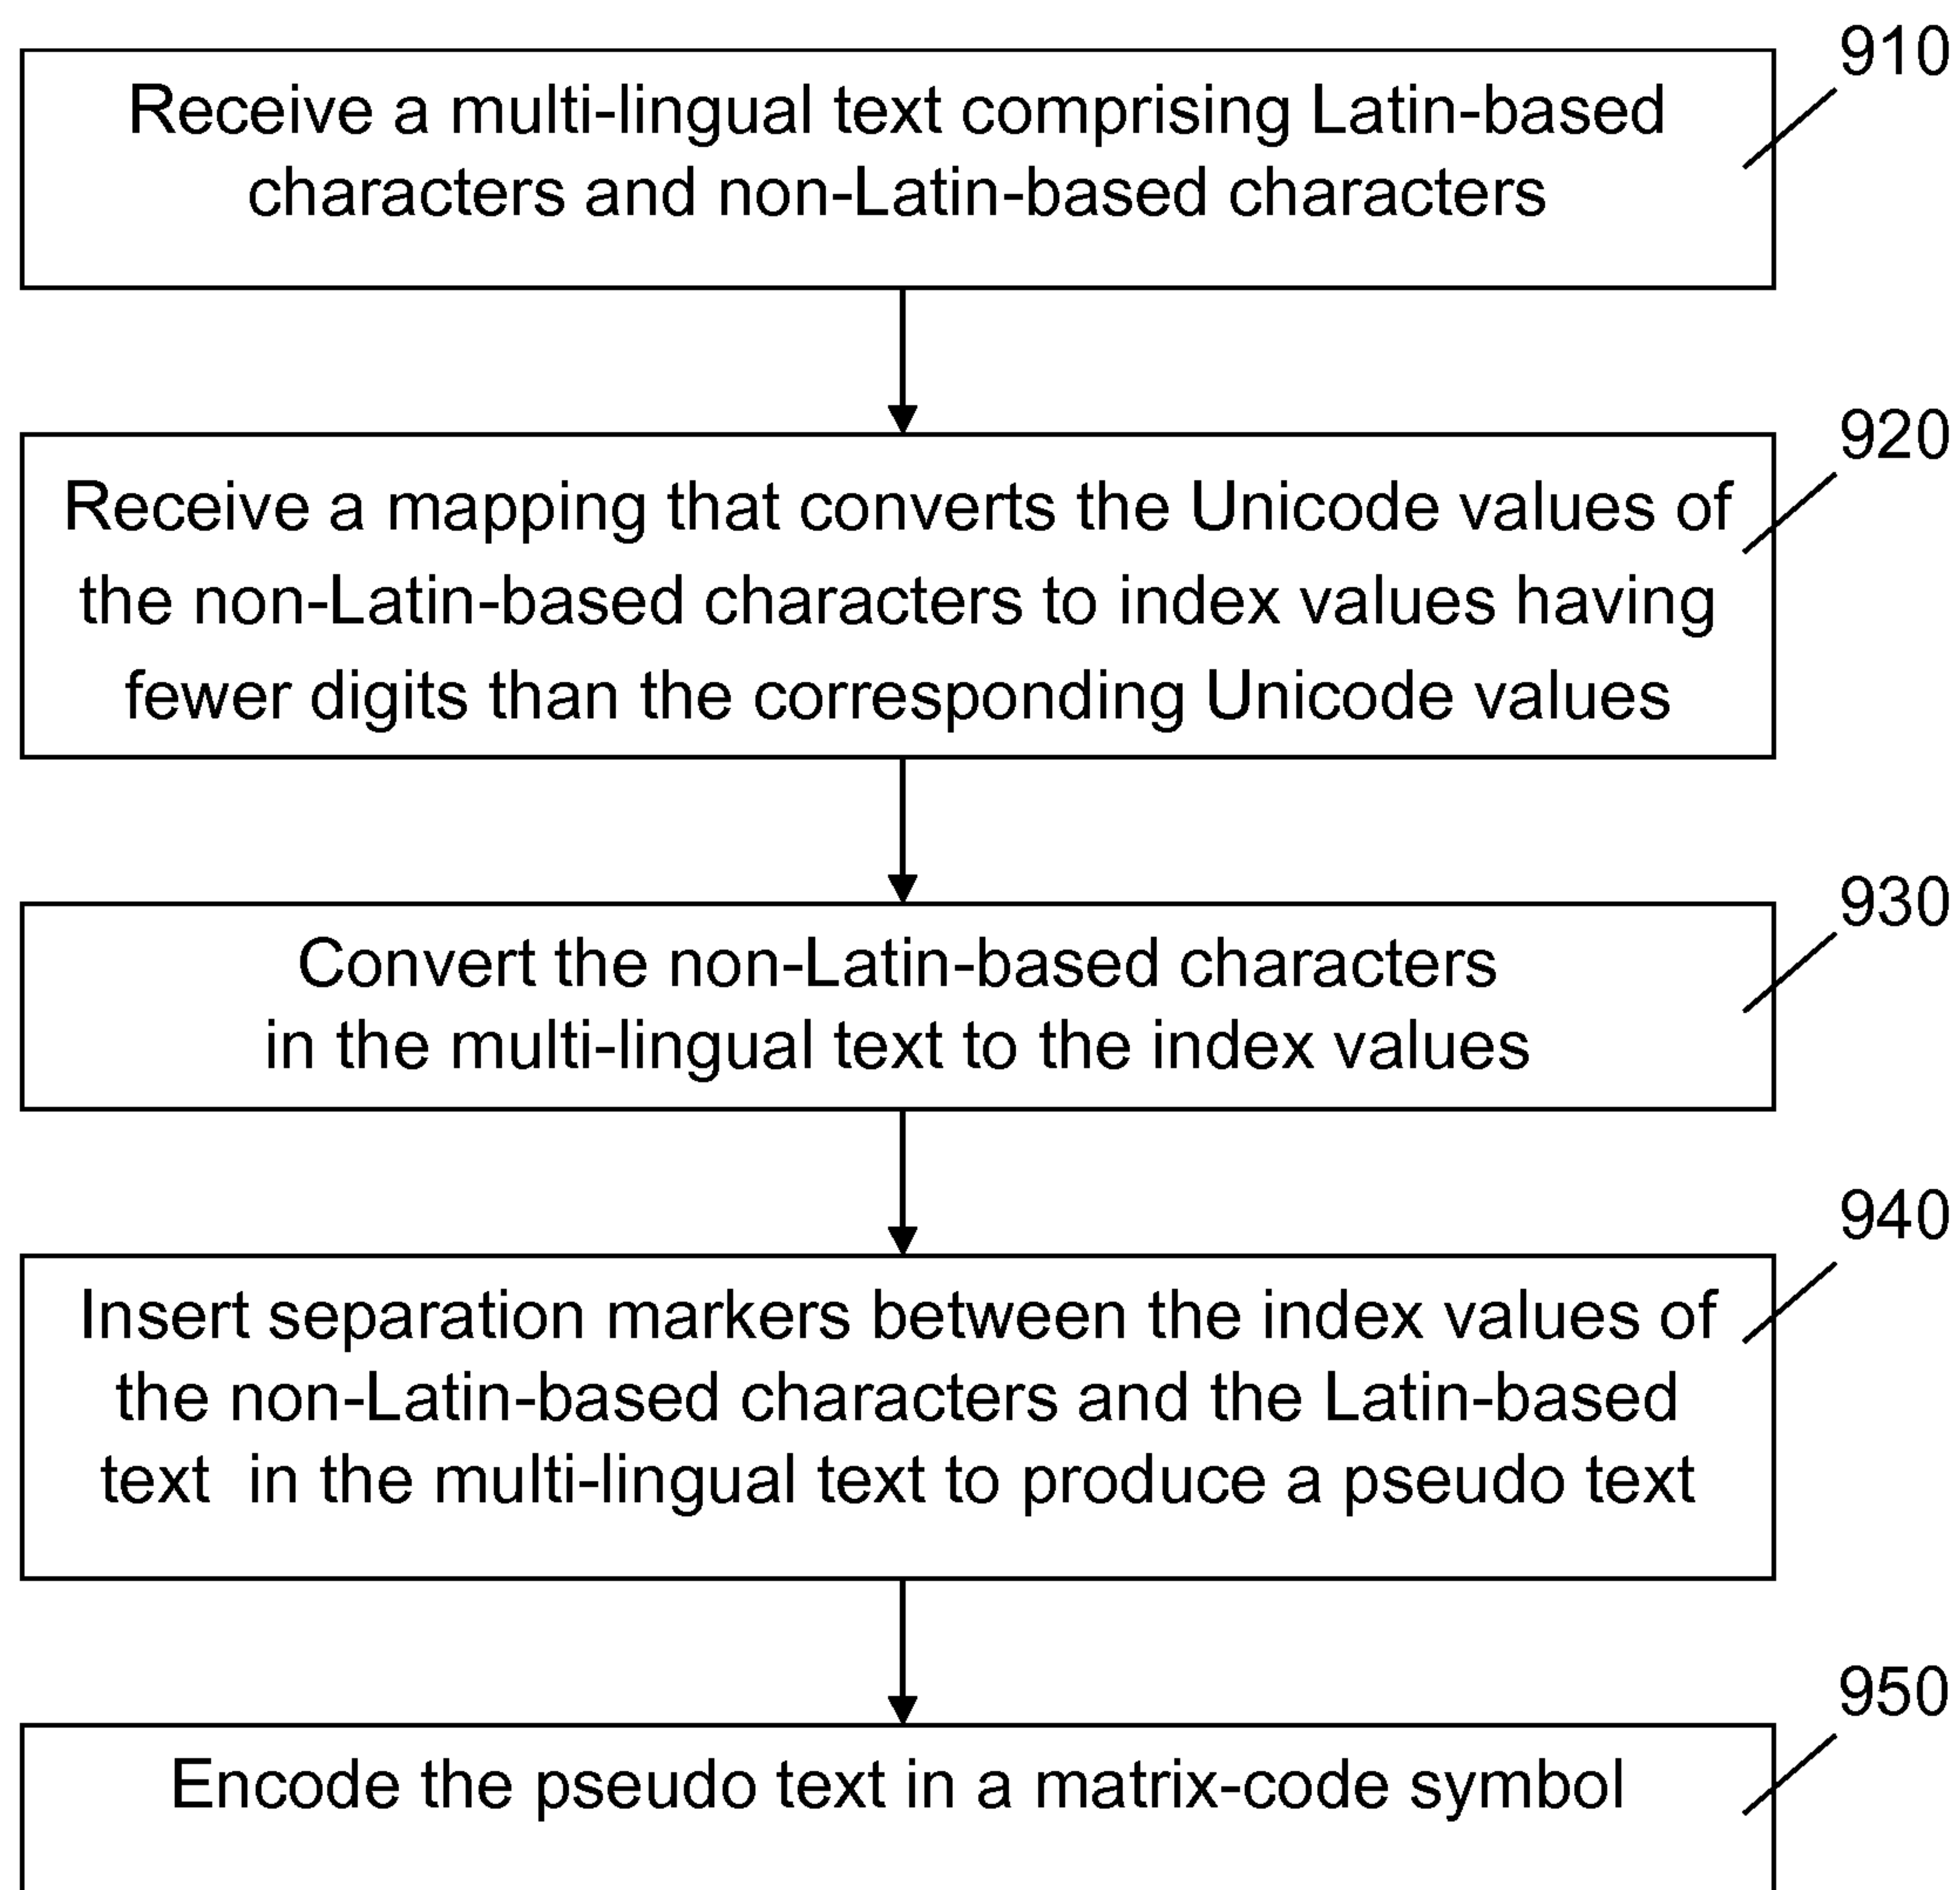 910
Receive a multi-lingual text comprising Latin-based
characters and non-Latin-based characters
920
Receive a mapping that converts the Unicode values of
the non-Latin-based characters to index values having
fewer digits than the corresponding Unicode values
930
Convert the non-Latin-based characters
in the multi-lingual text to the index values
940
Insert separation markers between the index values of
the non-Latin-based characters and the Latin-based
text in the multi-lingual text to produce a pseudo text
950
Encode the pseudo text in a matrix-code symbol